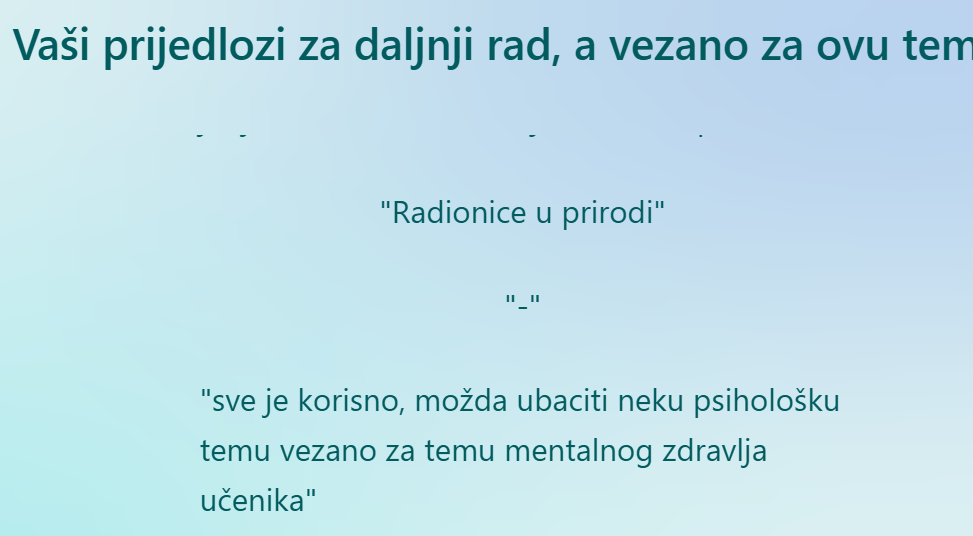 Vaši prijedlozi za daljnji rad, a vezano za ovu
"Radionice u prirodi"
"-"
"sve je korisno, možda ubaciti neku psihološku
temu vezano za temu mentalnog zdravlja
učenika"